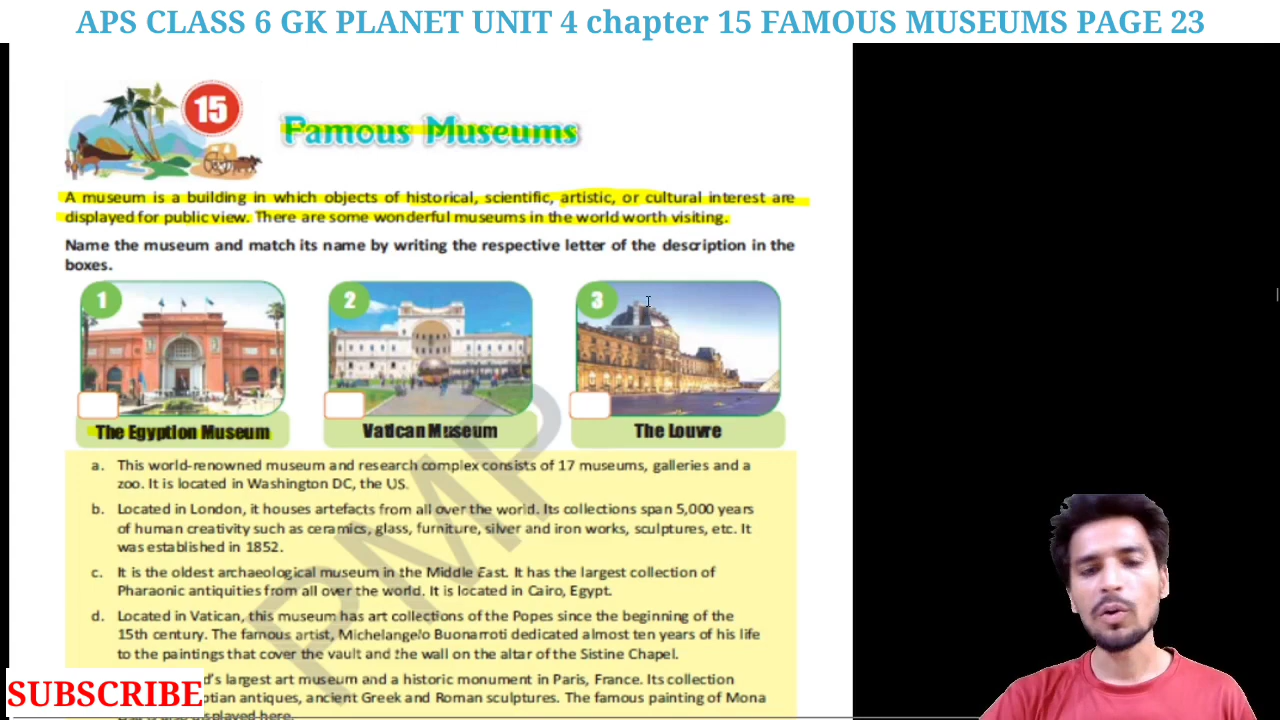 APS CLASS 6 GK PLANET UNIT 4 chapter 15 FAMOUS MUSEUMS PAGE 23
15
Famous Museums
A museum is a building in which objects of historical, scientific, artistic, or cultural interest are
displayed for public view. There are some wonderful museums in the world worth visiting.
Name the museum and match its name by writing the respective letter of the description in the
boxes.
1
2
3
The Egyption Museum
Vatican Museum
The Louvre
a. This world-renowned museum and research complex consists of 17 museums, galleries and a
zoo. It is located in Washington DC, the US.
b. Located in London, it houses artefacts from all over the world. Its collections span 5,000 years
of human creativity such as ceramics, glass, furniture, silver and iron works, sculptures, etc. It
was established in 1852.
c. It is the oldest archaeological museum in the Middle East. It has the largest collection of
Pharaonic antiquities from all over the world. It is located in Cairo, Egypt.
d. Located in Vatican, this museum has art collections of the Popes since the beginning of the
15th century. The famous artist, Michelangelo Buonarroti dedicated almost ten years of his life
to the paintings that cover the vault and the wall on the altar of the Sistine Chapel.
largest art museum and a historic monument in Paris, France. Its collection
antiques, ancient Greek and Roman sculptures. The famous painting of Mona
here.
PMP
SUBSCRIBE